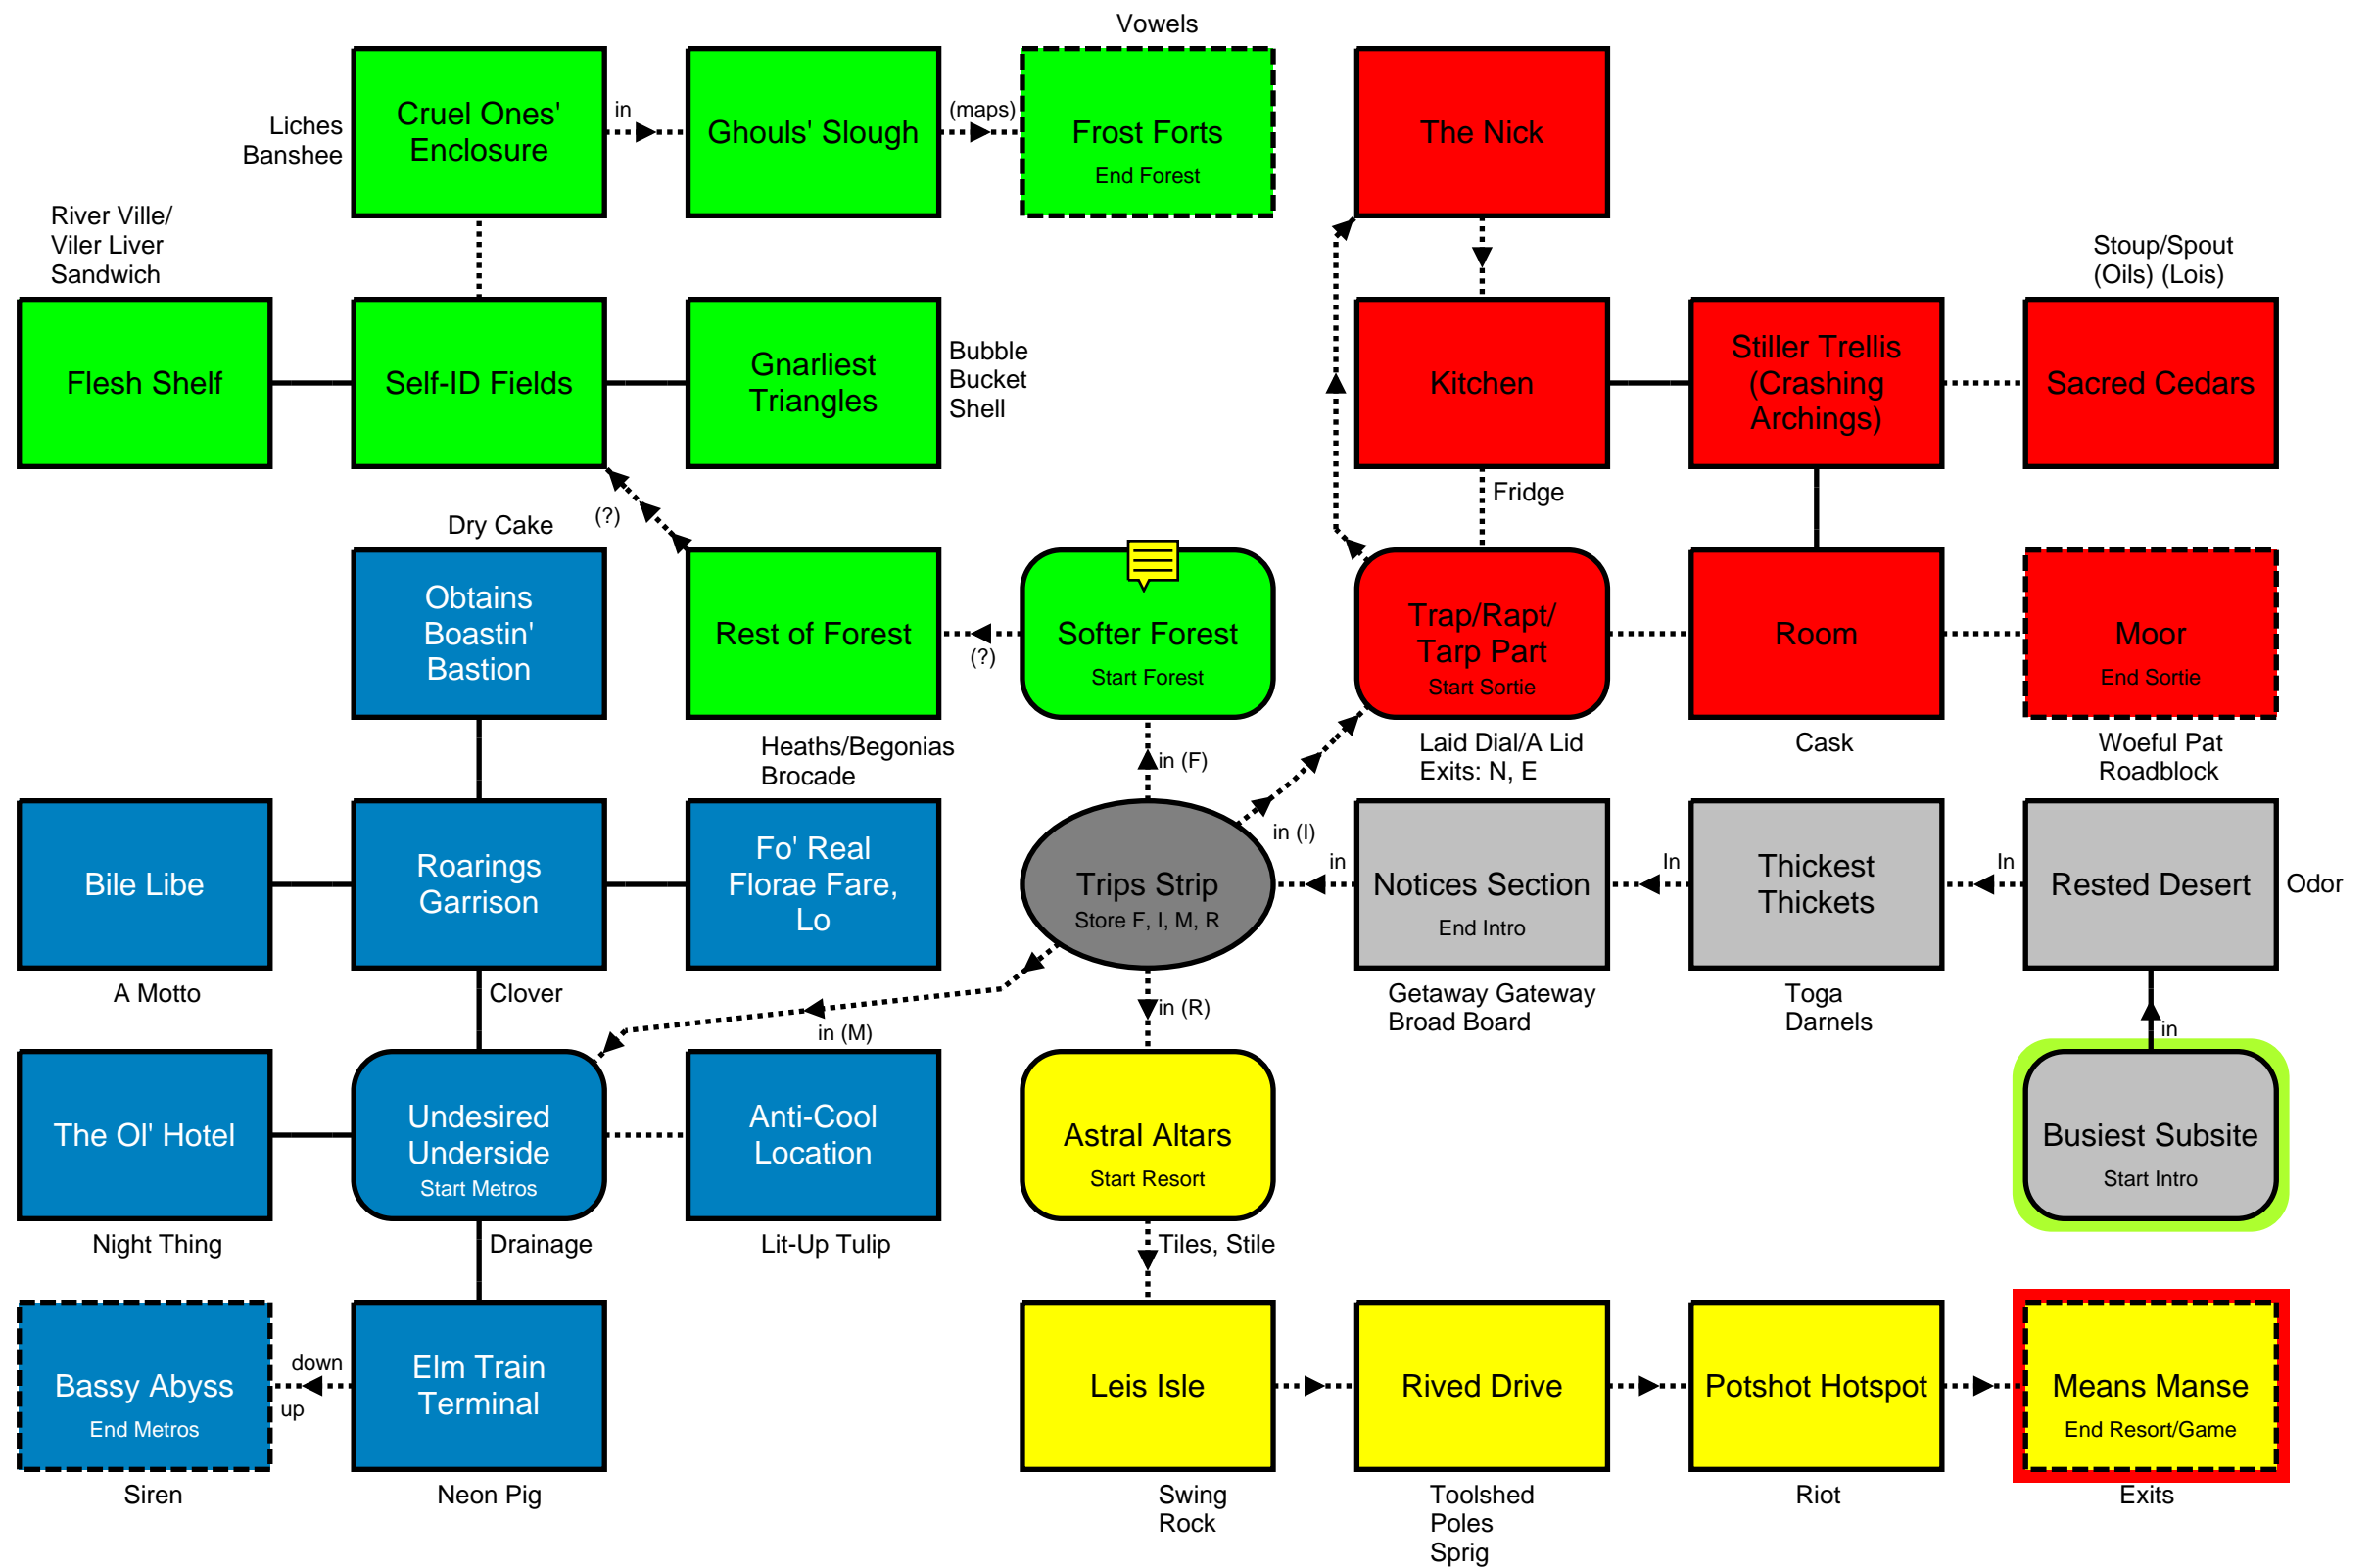 Vowels
Liches
Banshee
Cruel Ones'
Enclosure
in
Ghouls' Slough
(maps)
Frost Forts
End Forest
The Nick
River Ville/
Viler Liver
Sandwich
Stoup/Spout
(Oils) (Lois)
Flesh Shelf
Self-ID Fields
Gnarliest
Triangles
Bubble
Bucket
Shell
Kitchen
Stiller Trellis
(Crashing
Archings)
Sacred Cedars
Fridge
(?)
Dry Cake
Obtains
Boastin'
Bastion
Rest of Forest
(?)
Softer Forest
Start Forest
Trap/Rapt/
Tarp Part
Start Sortie
Room
Moor
End Sortie
Heaths/Begonias
Brocade
in (F)
Laid Dial/A Lid
Exits: N, E
Cask
Woeful Pat
Roadblock
in (I)
Bile Libe
Roarings
Garrison
Fo' Real
Florae Fare,
Lo
Trips Strip
Store F, I, M, R
in
Notices Section
End Intro
In
Thickest
Thickets
In
Rested Desert
Odor
A Motto
Clover
in (M)
in (R)
Getaway Gateway
Broad Board
Toga
Darnels
in
The Ol' Hotel
Undesired
Underside
Start Metros
Anti-Cool
Location
Astral Altars
Start Resort
Busiest Subsite
Start Intro
Night Thing
Drainage
Lit-Up Tulip
Tiles, Stile
Bassy Abyss
End Metros
down
up
Elm Train
Terminal
Leis Isle
Rived Drive
Potshot Hotspot
Means Manse
End Resort/Game
Siren
Neon Pig
Swing
Rock
Toolshed
Poles
Sprig
Riot
Exits